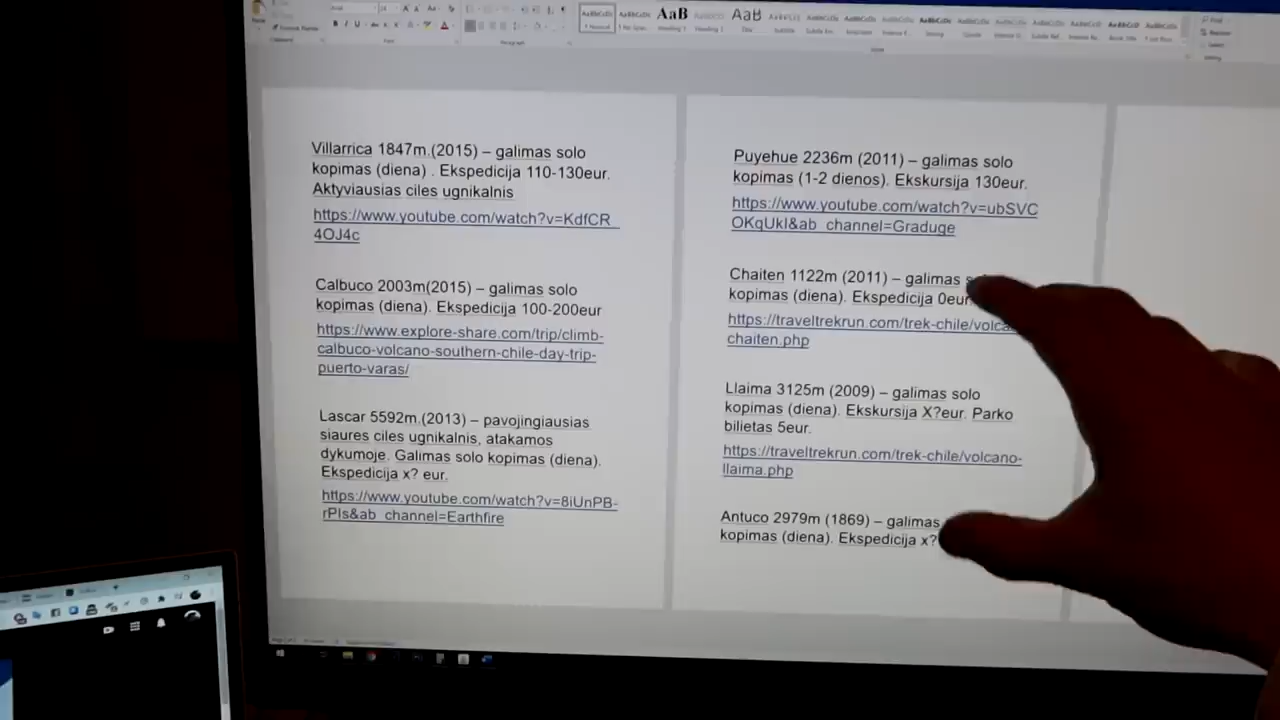 AaB
AaB
Villarrica 1847m.(2015) – galimas solo
kopimas (diena) . Ekspedicija 110-130eur.
Aktyviausias ciles ugnikalnis
https://www.youtube.com/watch?v=KdfCR_
4OJ4c
Calbuco 2003m(2015) – galimas solo
kopimas (diena). Ekspedicija 100-200eur
https://www.explore-share.com/trip/climb-
calbuco-volcano-southern-chile-day-trip-
puerto-varas/
Lascar 5592m.(2013) – pavojingiausias
siaures ciles ugnikalnis, atakamos
dykumoje. Galimas solo kopimas (diena).
Ekspedicija x? eur.
https://www.youtube.com/watch?v=8iUnPB-
rPIs&ab_channel=Earthfire
Puyehue 2236m (2011) – galimas solo
kopimas (1-2 dienos). Ekskursija 130eur.
https://www.youtube.com/watch?v=ubSVC
OKqUkI&ab_channel=Graduge
Chaiten 1122m (2011) – galimas
kopimas (diena). Ekspedicija 0eur.
https://traveltrekrun.com/trek-chile/volca
chaiten.php
Llaima 3125m (2009) – galimas solo
kopimas (diena). Ekskursija X?eur. Parko
bilietas 5eur.
https://traveltrekrun.com/trek-chile/volcano-
llaima.php
Antuco 2979m (1869) – galimas
kopimas (diena). Ekspedicija x?